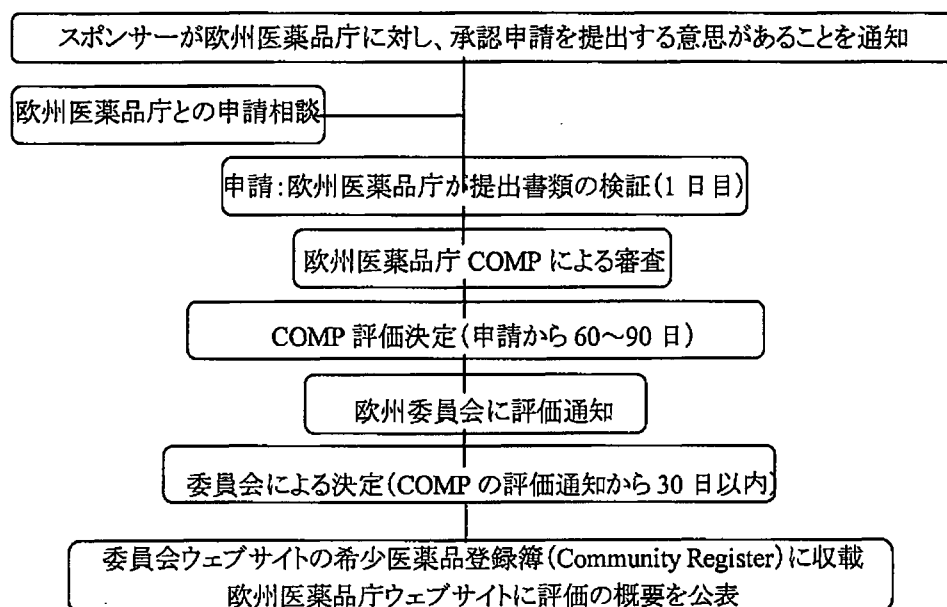 スポンサーが欧州医薬品庁に対し、承認申請を提出する意思があることを通知
欧州医薬品庁との申請相談
申請:欧州医薬品庁が提出書類の検証(1 日目)
欧州医薬品庁 COMP による審査
COMP 評価決定(申請から 60～90 日)
欧州委員会に評価通知
委員会による決定(COMP の評価通知から 30 日以内)
委員会ウェブサイトの希少医薬品登録簿(Community Register)に収載
欧州医薬品庁ウェブサイトに評価の概要を公表